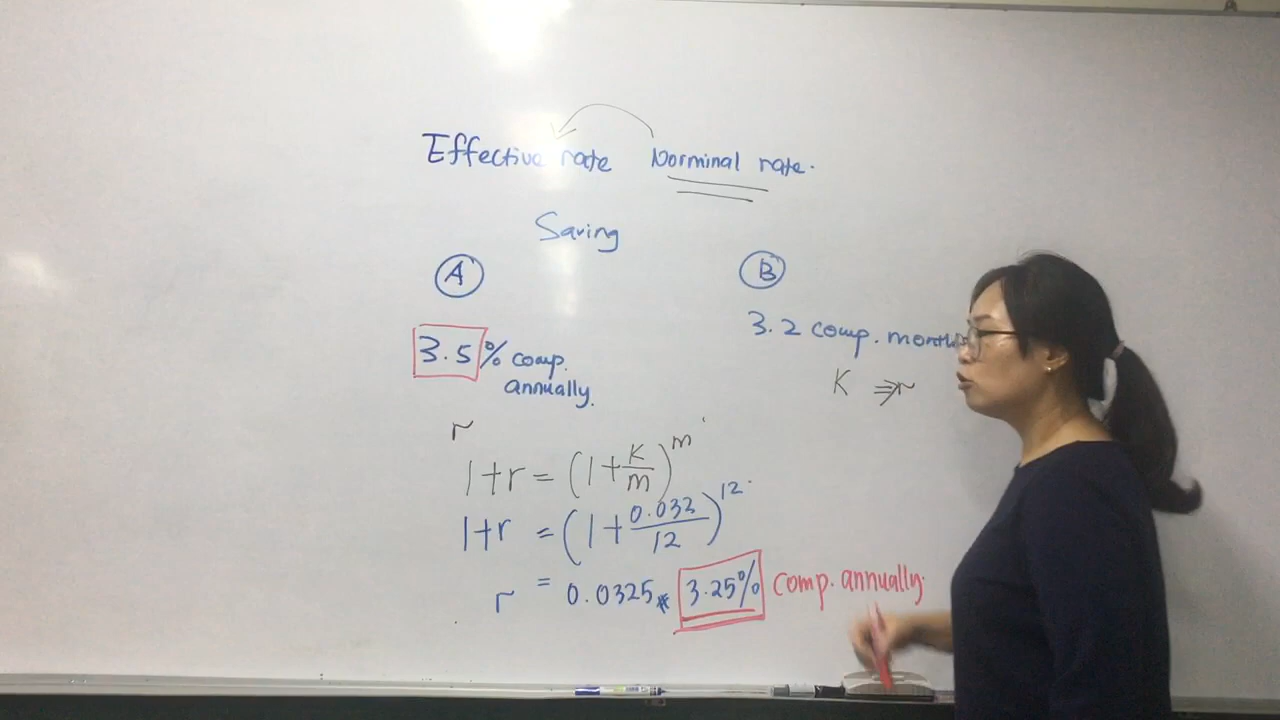 Effective rate Norminal rate.
Saving
A B
3.5% comp. annually.
3.2 comp. monthly
K ⇒ r
r
1+r = (1+K/m)^m
1+r = (1+0.032/12)^12.
r = 0.0325 * 3.25% comp. annually.